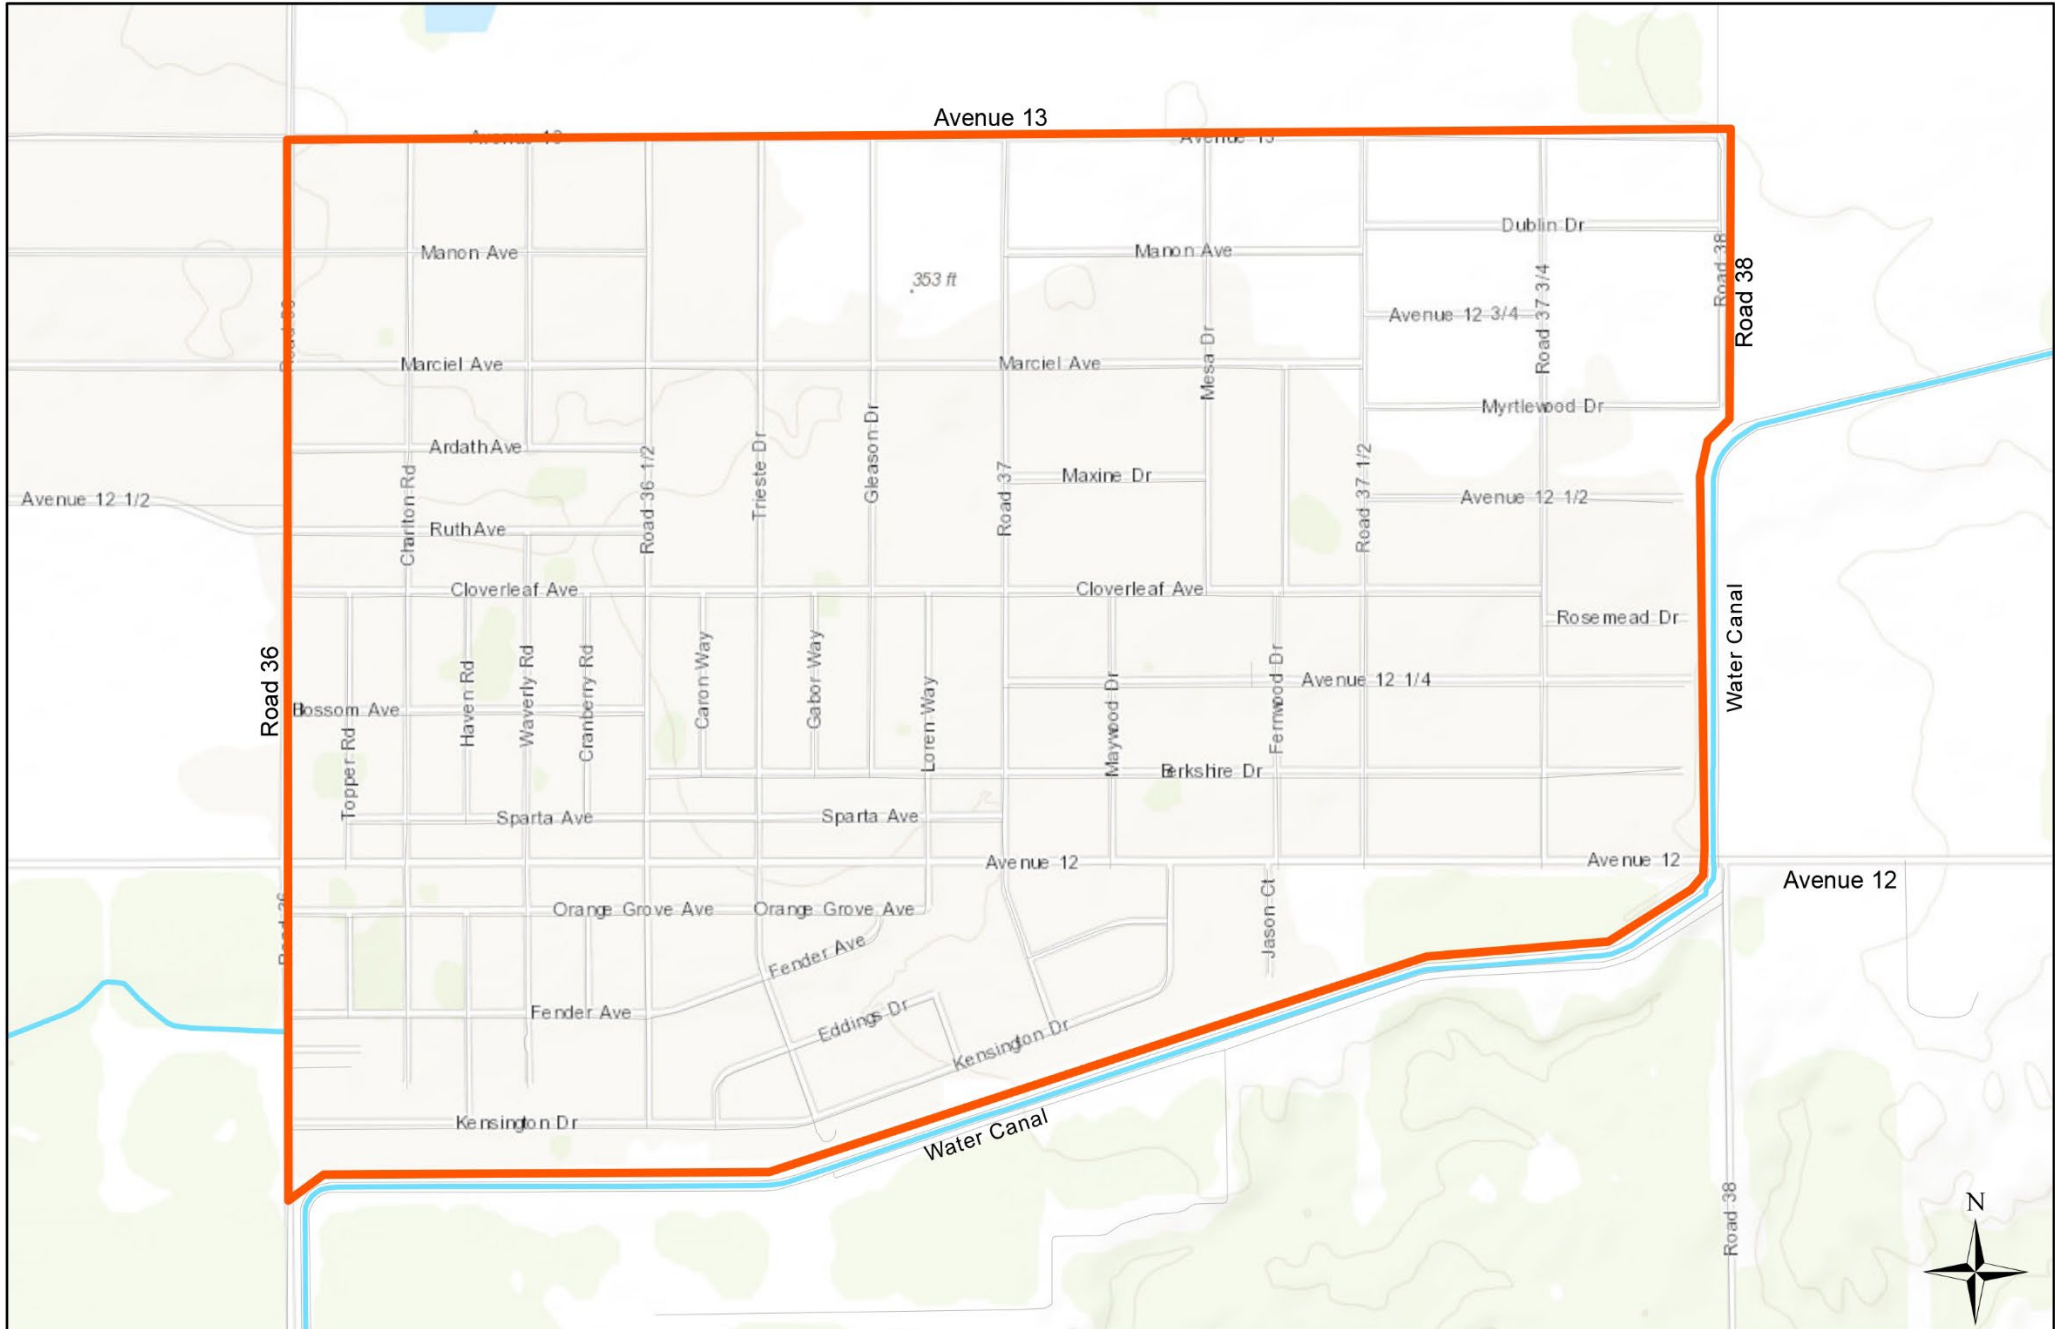 Avenue 13
Avenue 13
Avenue 13
Dublin Dr
Manon Ave
Manon Ave
353 ft
Road 38
Road 38
Avenue 12 3/4
Road 37 3/4
Road 36
Marciel Ave
Marciel Ave
Mesa Dr
Myrtlewood Dr
Ardath Ave
Charlton Rd
Road 36 1/2
Trieste Dr
Gleason Dr
Road 37
Maxine Dr
Road 37 1/2
Avenue 12 1/2
Avenue 12 1/2
Ruth Ave
Cloverleaf Ave
Cloverleaf Ave
Rosemead Dr
Water Canal
Road 36
Haven Rd
Waverly Rd
Cranberry Rd
Caron Way
Gabor Way
Loren Way
Maywood Dr
Fernwood Dr
Avenue 12 1/4
Blossom Ave
Topper Rd
Berkshire Dr
Sparta Ave
Sparta Ave
Avenue 12
Avenue 12
Avenue 12
Orange Grove Ave
Orange Grove Ave
Road 36
Jason Ct
Fender Ave
Fender Ave
Eddings Dr
Kensington Dr
Kensington Dr
Water Canal
Road 38
N